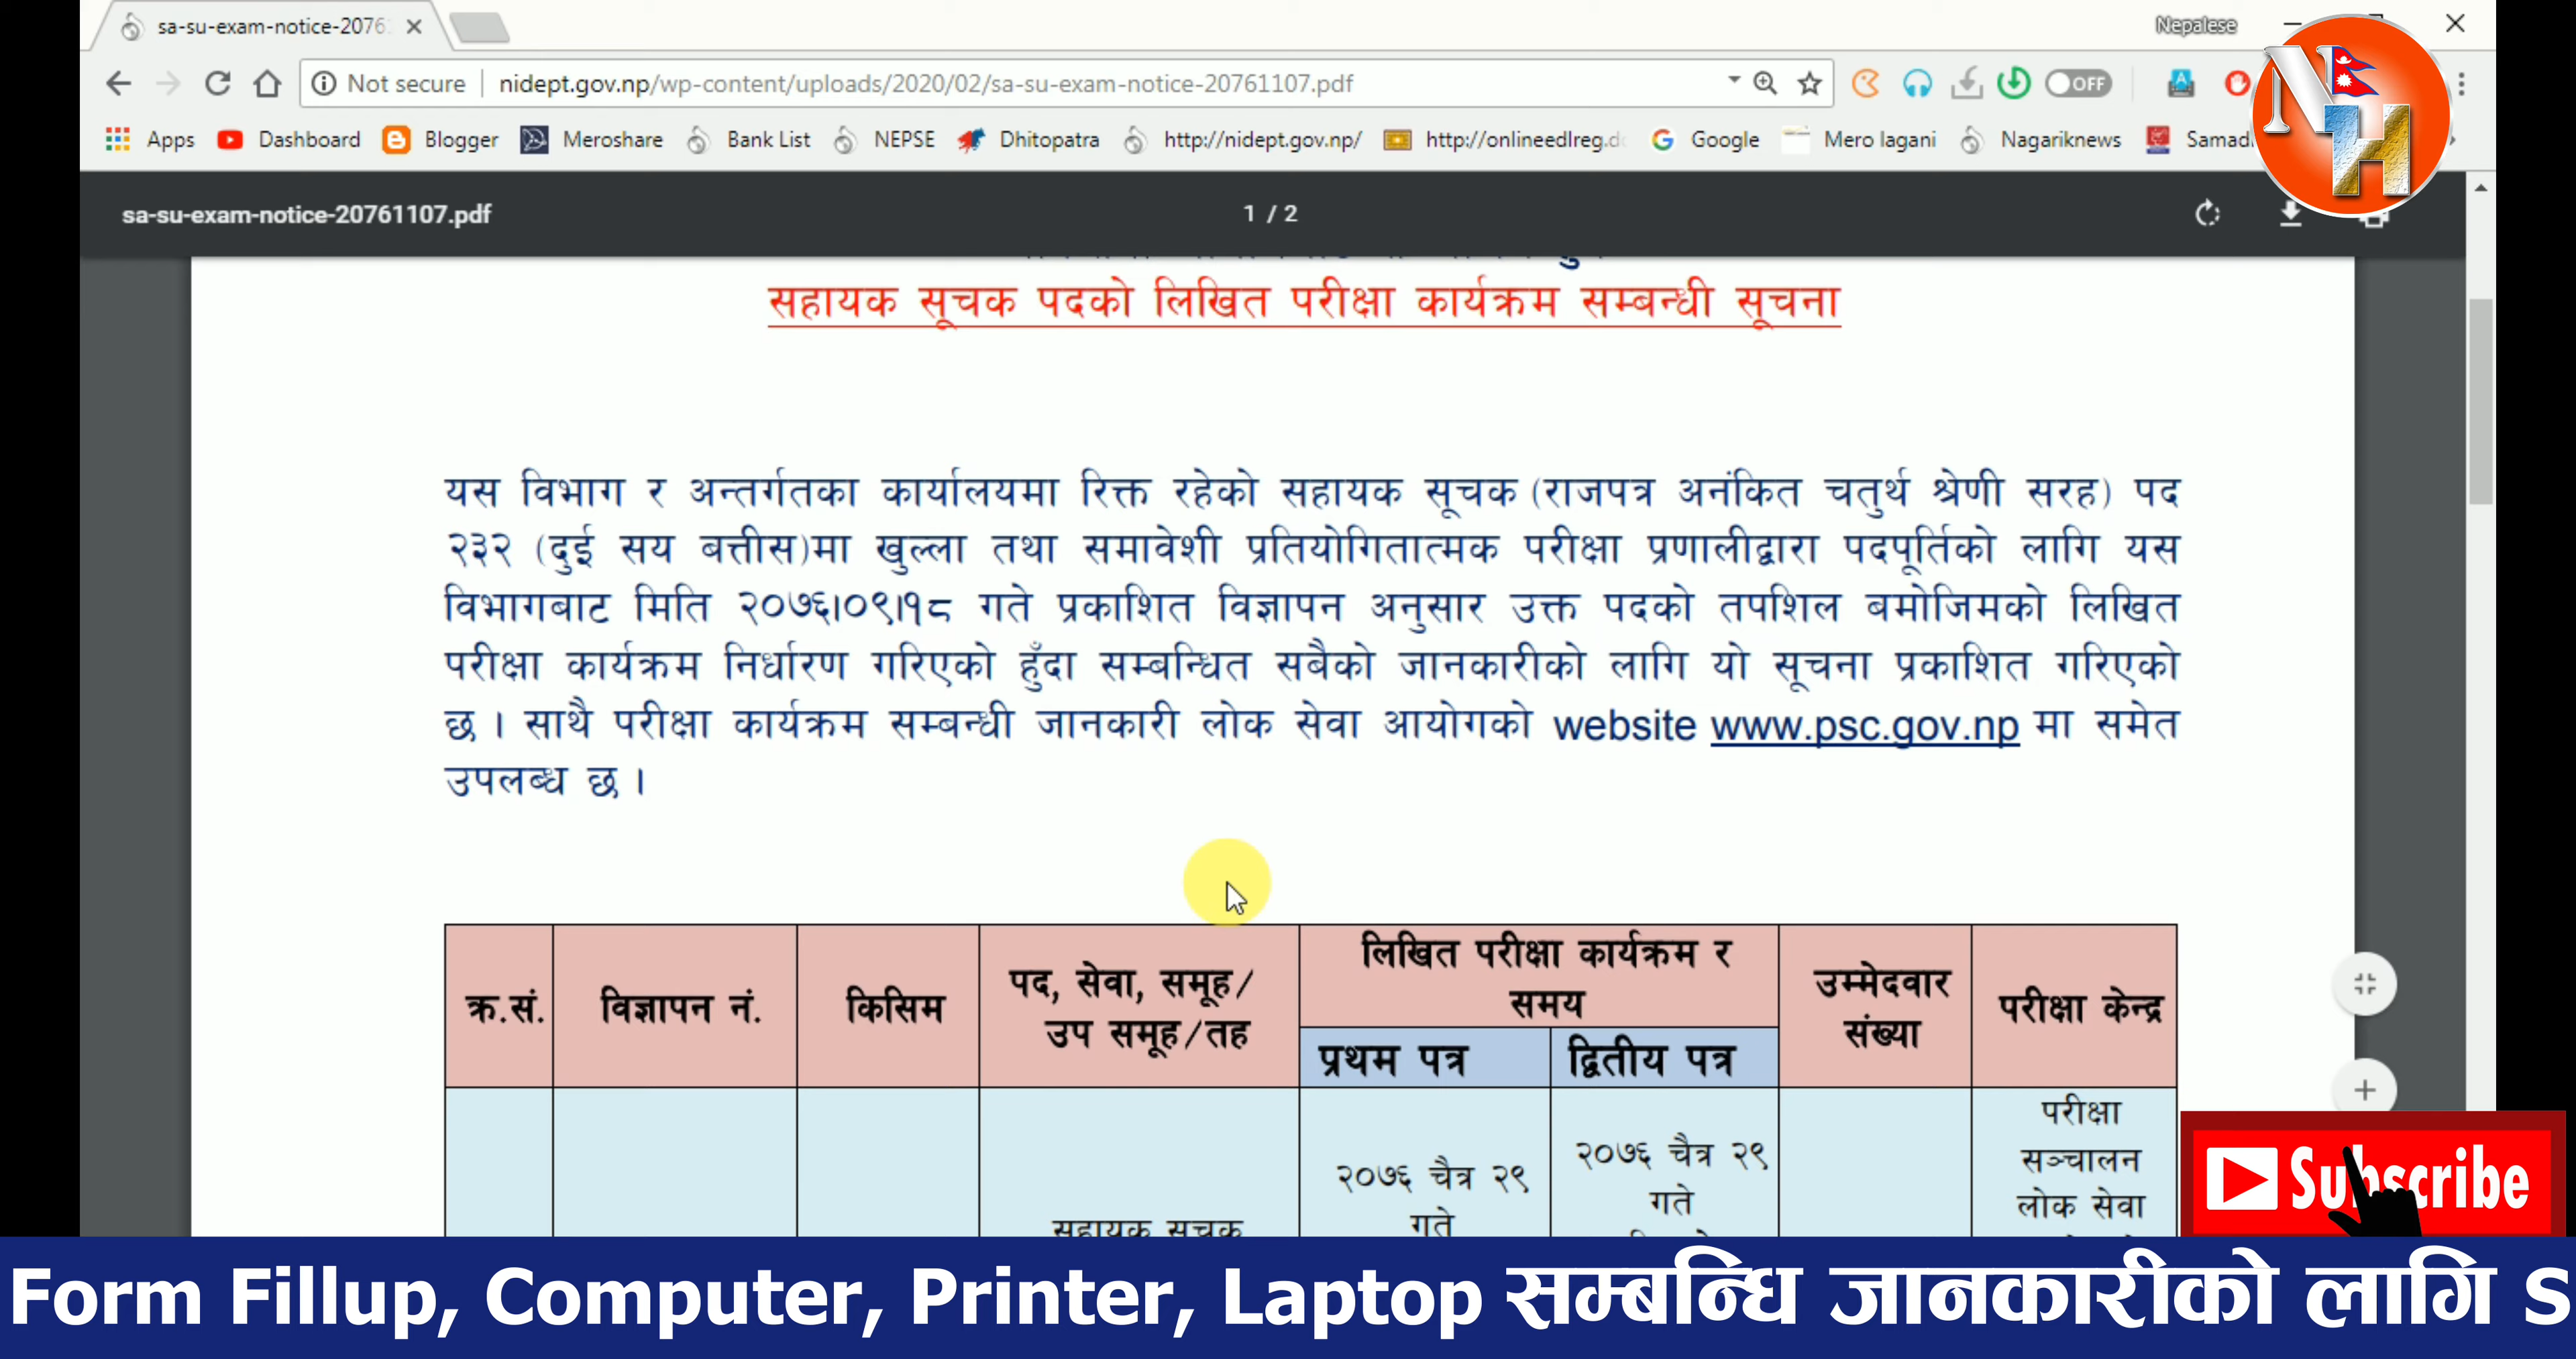 sa-su-exam-notice-2076
Nepalese
Not secure | nidept.gov.np/wp-content/uploads/2020/02/sa-su-exam-notice-20761107.pdf
OFF
Apps Dashboard Blogger Meroshare Bank List NEPSE Dhitopatra http://nidept.gov.np/ http://onlineedlreg.d Google Mero lagani Nagariknews Samad
NH
sa-su-exam-notice-20761107.pdf 1 / 2
सहायक सूचक पदको लिखित परीक्षा कार्यक्रम सम्बन्धी सूचना
यस विभाग र अन्तर्गतका कार्यालयमा रिक्त रहेको सहायक सूचक (राजपत्र अनंकित चतुर्थ श्रेणी सरह) पद
२३२ (दुई सय बत्तीस)मा खुल्ला तथा समावेशी प्रतियोगितात्मक परीक्षा प्रणालीद्वारा पदपूर्तिको लागि यस
विभागबाट मिति २०७६।०९।१८ गते प्रकाशित विज्ञापन अनुसार उक्त पदको तपशिल बमोजिमको लिखित
परीक्षा कार्यक्रम निर्धारण गरिएको हुँदा सम्बन्धित सबैको जानकारीको लागि यो सूचना प्रकाशित गरिएको
छ । साथै परीक्षा कार्यक्रम सम्बन्धी जानकारी लोक सेवा आयोगको website www.psc.gov.np मा समेत
उपलब्ध छ ।
क्र.सं.
विज्ञापन नं.
किसिम
पद, सेवा, समूह/
उप समूह/तह
लिखित परीक्षा कार्यक्रम र
समय
प्रथम पत्र
द्वितीय पत्र
उम्मेदवार
संख्या
परीक्षा केन्द्र
सहायक सूचक
२०७६ चैत्र २९
गते
२०७६ चैत्र २९
गते
परीक्षा
सञ्चालन
लोक सेवा
Subscribe
Form Fillup, Computer, Printer, Laptop सम्बन्धि जानकारीको लागि S